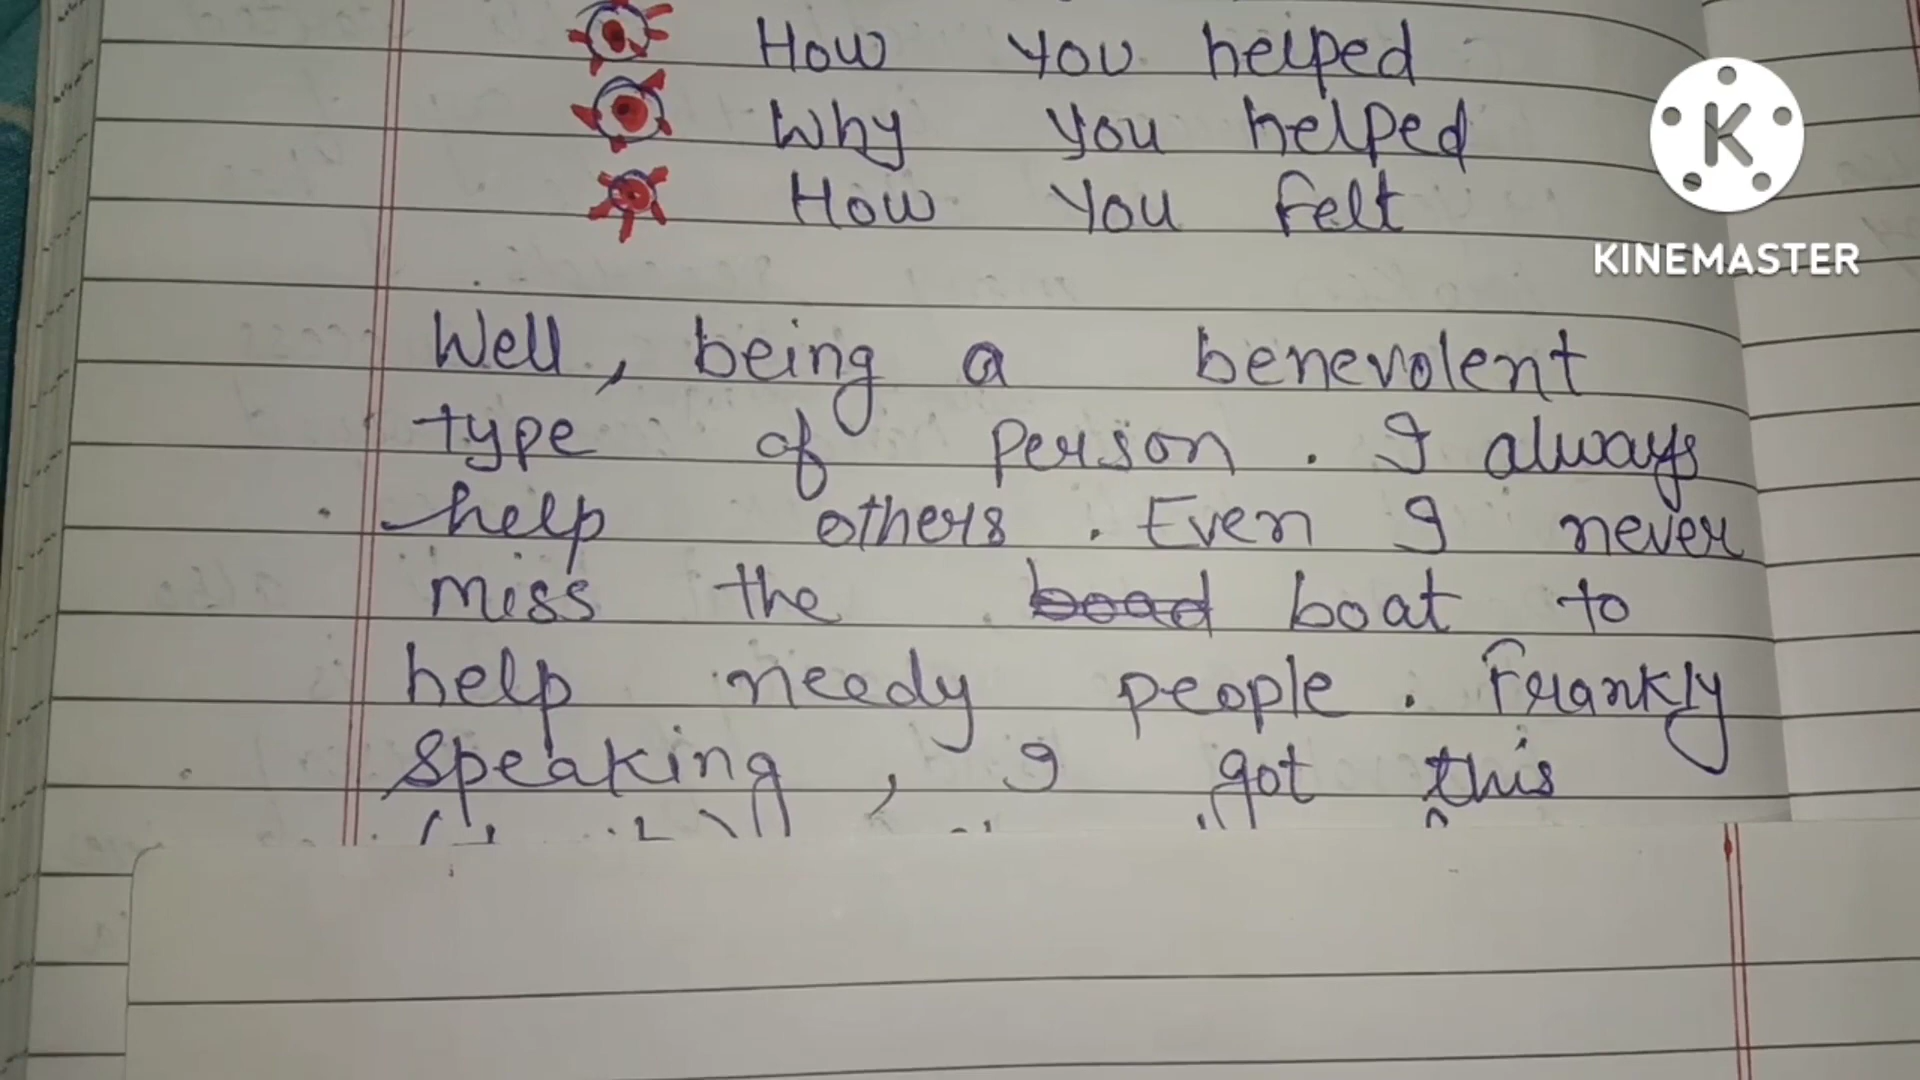 How you helped
Why you helped
How you felt
KINEMASTER
Well, being a benevolent
type of person. I always
help others. Even I never
miss the boad boat to
help needy people. Frankly
speaking, I got this